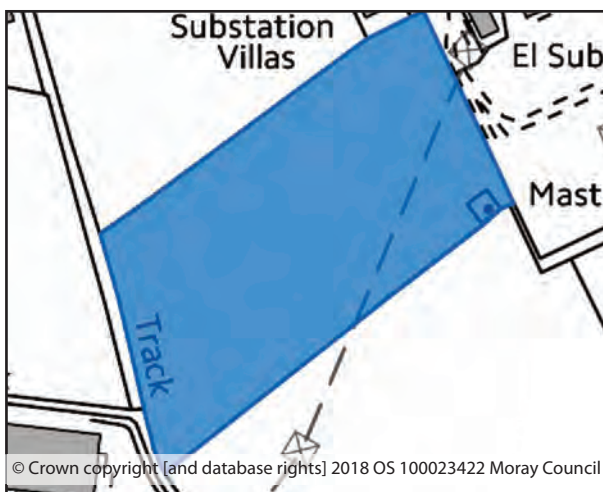 Substation
Villas
El Sub
Mast
Track
© Crown copyright [and database rights] 2018 OS 100023422 Moray Council